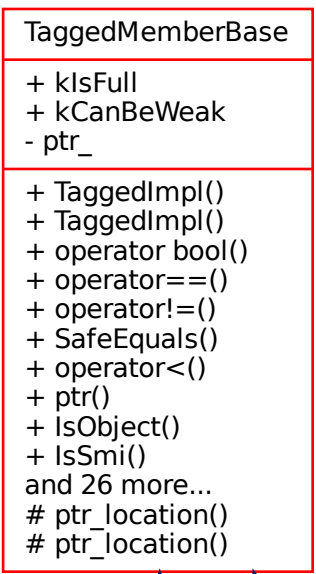 TaggedMemberBase
+ kIsFull
+ kCanBeWeak
- ptr_
+ TaggedImpl()
+ TaggedImpl()
+ operator bool()
+ operator==()
+ operator!=()
+ SafeEquals()
+ operator<()
+ ptr()
+ IsObject()
+ IsSmi()
and 26 more...
# ptr_location()
# ptr_location()